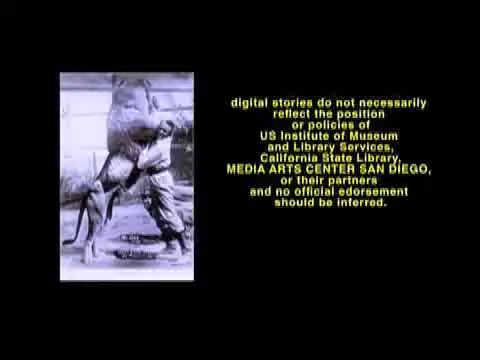 digital stories do not necessarily
reflect the position
or policies of
US Institute of Museum
and Library Services,
California State Library,
MEDIA ARTS CENTER SAN DIEGO,
or their partners
and no official edorsement
should be inferred.